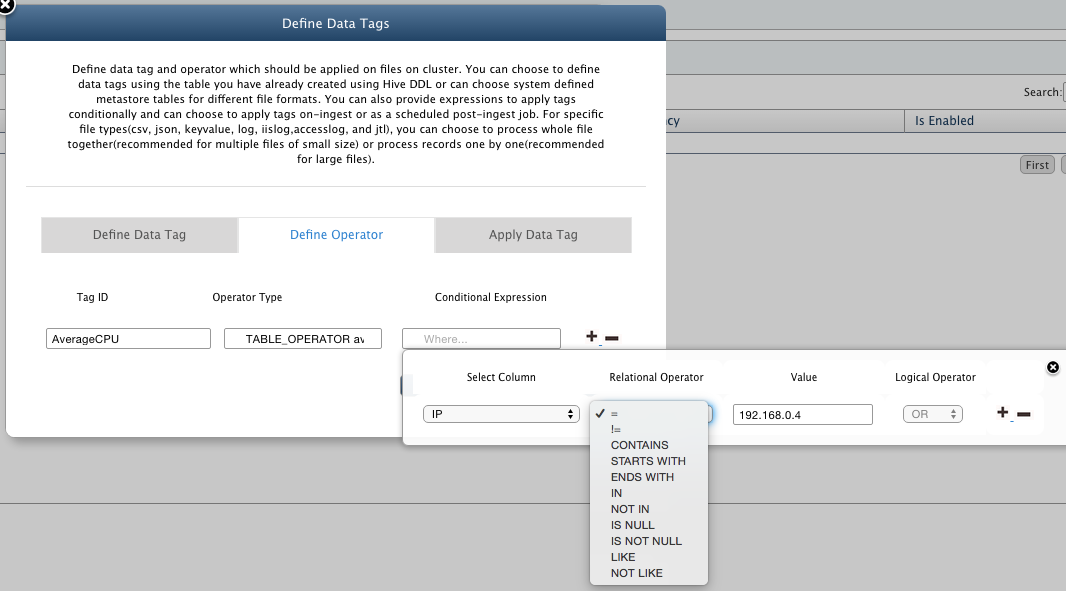 Define Data Tags
Define data tag and operator which should be applied on files on cluster. You can choose to define
data tags using the table you have already created using Hive DDL or can choose system defined
metastore tables for different file formats. You can also provide expressions to apply tags
conditionally and can choose to apply tags on-ingest or as a scheduled post-ingest job. For specific
file types(csv, json, keyvalue, log, iislog,accesslog, and jtl), you can choose to process whole file
together(recommended for multiple files of small size) or process records one by one(recommended
for large files).
Search:
cy
Is Enabled
First
Define Data Tag
Define Operator
Apply Data Tag
Tag ID
Operator Type
Conditional Expression
AverageCPU
TABLE_OPERATOR av
Where...
Select Column
Relational Operator
Value
Logical Operator
IP
192.168.0.4
OR
✓ =
!=
CONTAINS
STARTS WITH
ENDS WITH
IN
NOT IN
IS NULL
IS NOT NULL
LIKE
NOT LIKE